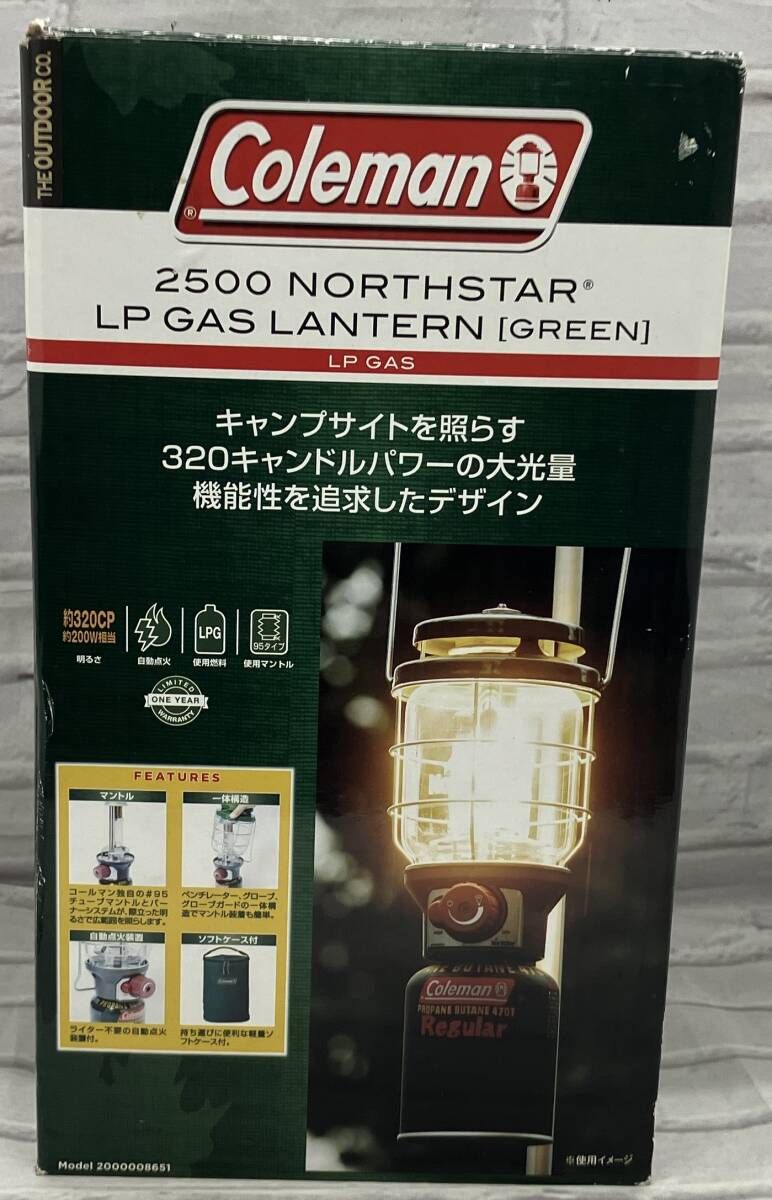 THE OUTDOOR CO.
Coleman
®
2500 NORTHSTAR®
LP GAS LANTERN [GREEN]
LP GAS
キャンプサイトを照らす
320キャンドルパワーの大光量
機能性を追求したデザイン
約320CP
約200W相当
明るさ
自動点火
LPG
使用燃料
95タイプ
使用マントル
LIMITED
ONE YEAR
WARRANTY
FEATURES
マントル
コールマン独自の#95
チューブマントルとバー
ナーシステムが、際立った明
るさで広範囲を照らします。
一体構造
ベンチレーター、グローブ、
グローブガードの一体構
造でマントル装着も簡単。
自動点火装置
ライター不要の自動点火
装置付。
ソフトケース付
Coleman
持ち運びに便利な軽量ソ
フトケース付。
Coleman
PROPANE BUTANE 4701
Regular
Model 2000008651
※使用イメージ